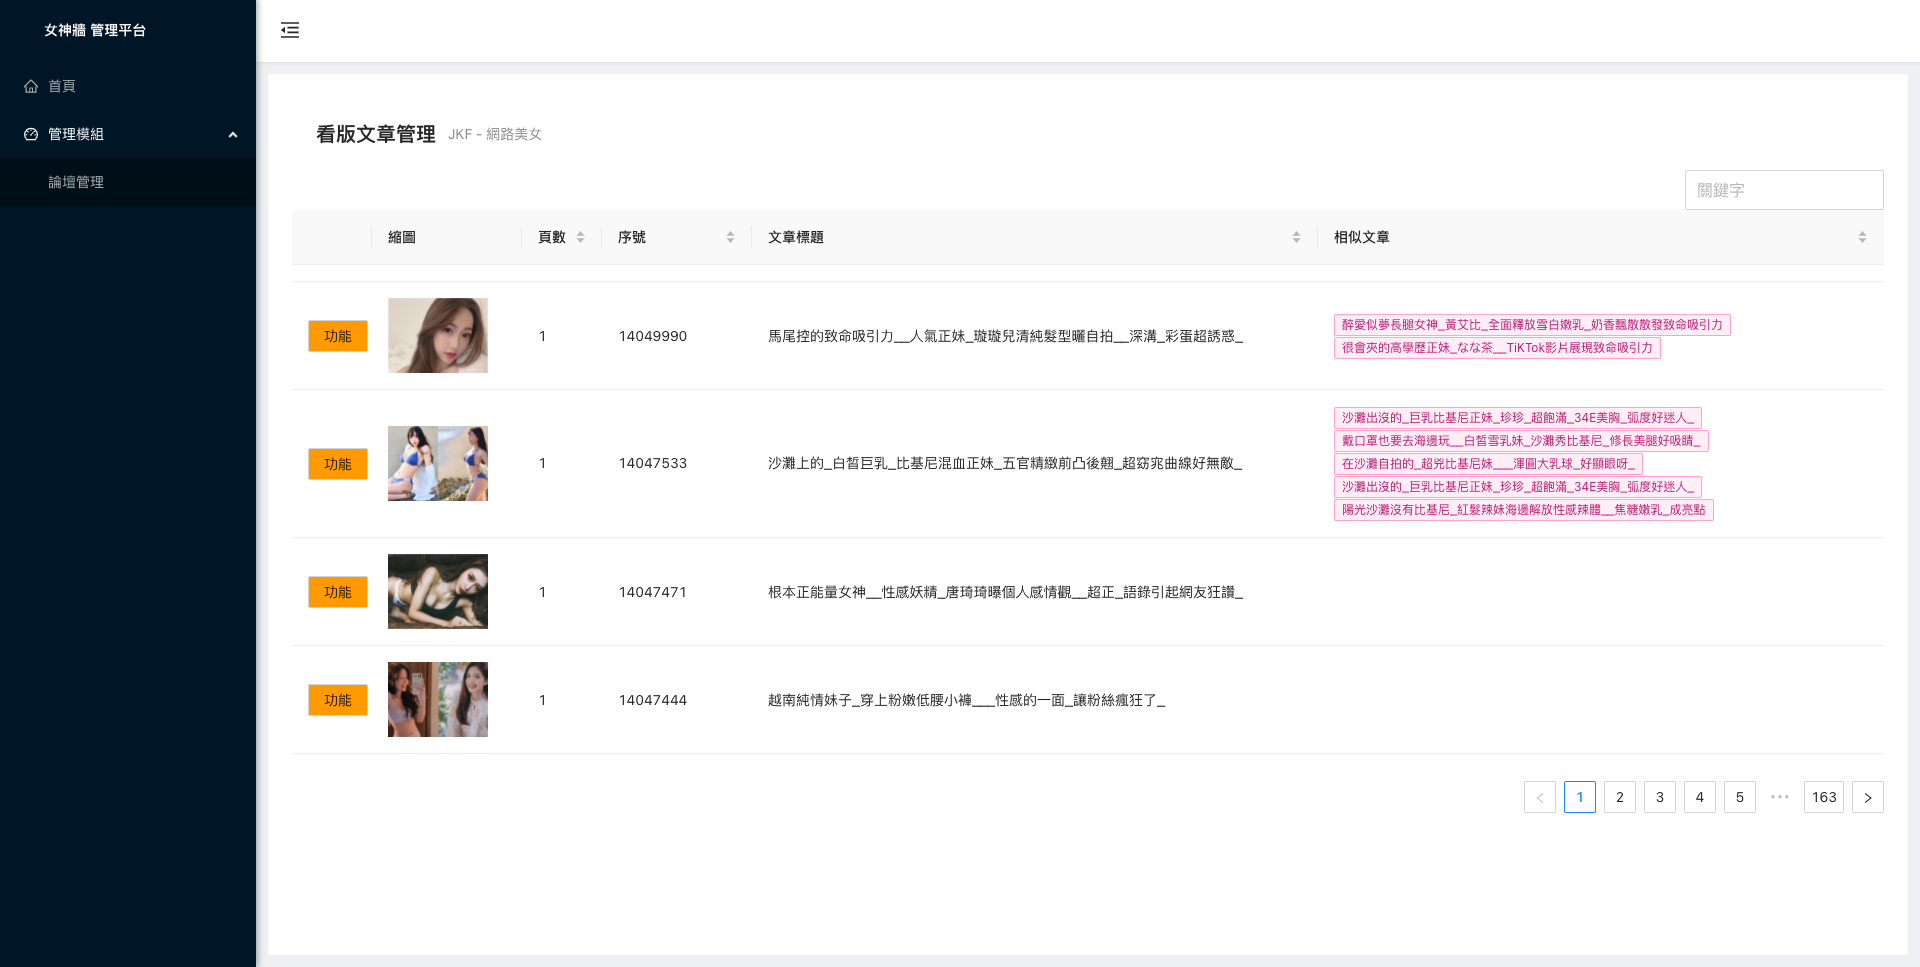 女神牆 管理平台
首頁
管理模組
論壇管理
看版文章管理 JKF - 網路美女
關鍵字
縮圖 頁數 序號 文章標題 相似文章
功能 1 14049990 馬尾控的致命吸引力__人氣正妹_璇璇兒清純髮型曬自拍__深溝_彩蛋超誘惑_
醉愛似夢長腿女神_黃艾比_全面釋放雪白嫩乳_奶香飄散散發致命吸引力
很會夾的高學歷正妹_なな茶__TiKTok影片展現致命吸引力
功能 1 14047533 沙灘上的_白皙巨乳_比基尼混血正妹_五官精緻前凸後翹_超窈窕曲線好無敵_
沙灘出沒的_巨乳比基尼正妹_珍珍_超飽滿_34E美胸_弧度好迷人_
戴口罩也要去海邊玩__白皙雪乳妹_沙灘秀比基尼_修長美腿好吸睛_
在沙灘自拍的_超兇比基尼妹___渾圓大乳球_好顯眼呀_
沙灘出沒的_巨乳比基尼正妹_珍珍_超飽滿_34E美胸_弧度好迷人_
陽光沙灘沒有比基尼_紅髮辣妹海邊解放性感辣體__焦糖嫩乳_成亮點
功能 1 14047471 根本正能量女神__性感妖精_唐琦琦曝個人感情觀__超正_語錄引起網友狂讚_
功能 1 14047444 越南純情妹子_穿上粉嫩低腰小褲___性感的一面_讓粉絲瘋狂了_
< 1 2 3 4 5 ••• 163 >